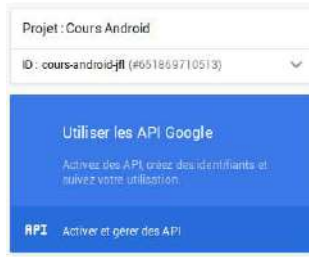 Projet : Cours Android
ID : cours-android-jfl (#651869710513)
Utiliser les API Google
Activez des API, créez des identifiants et
suivez votre utilisation.
API Activer et gérer des API